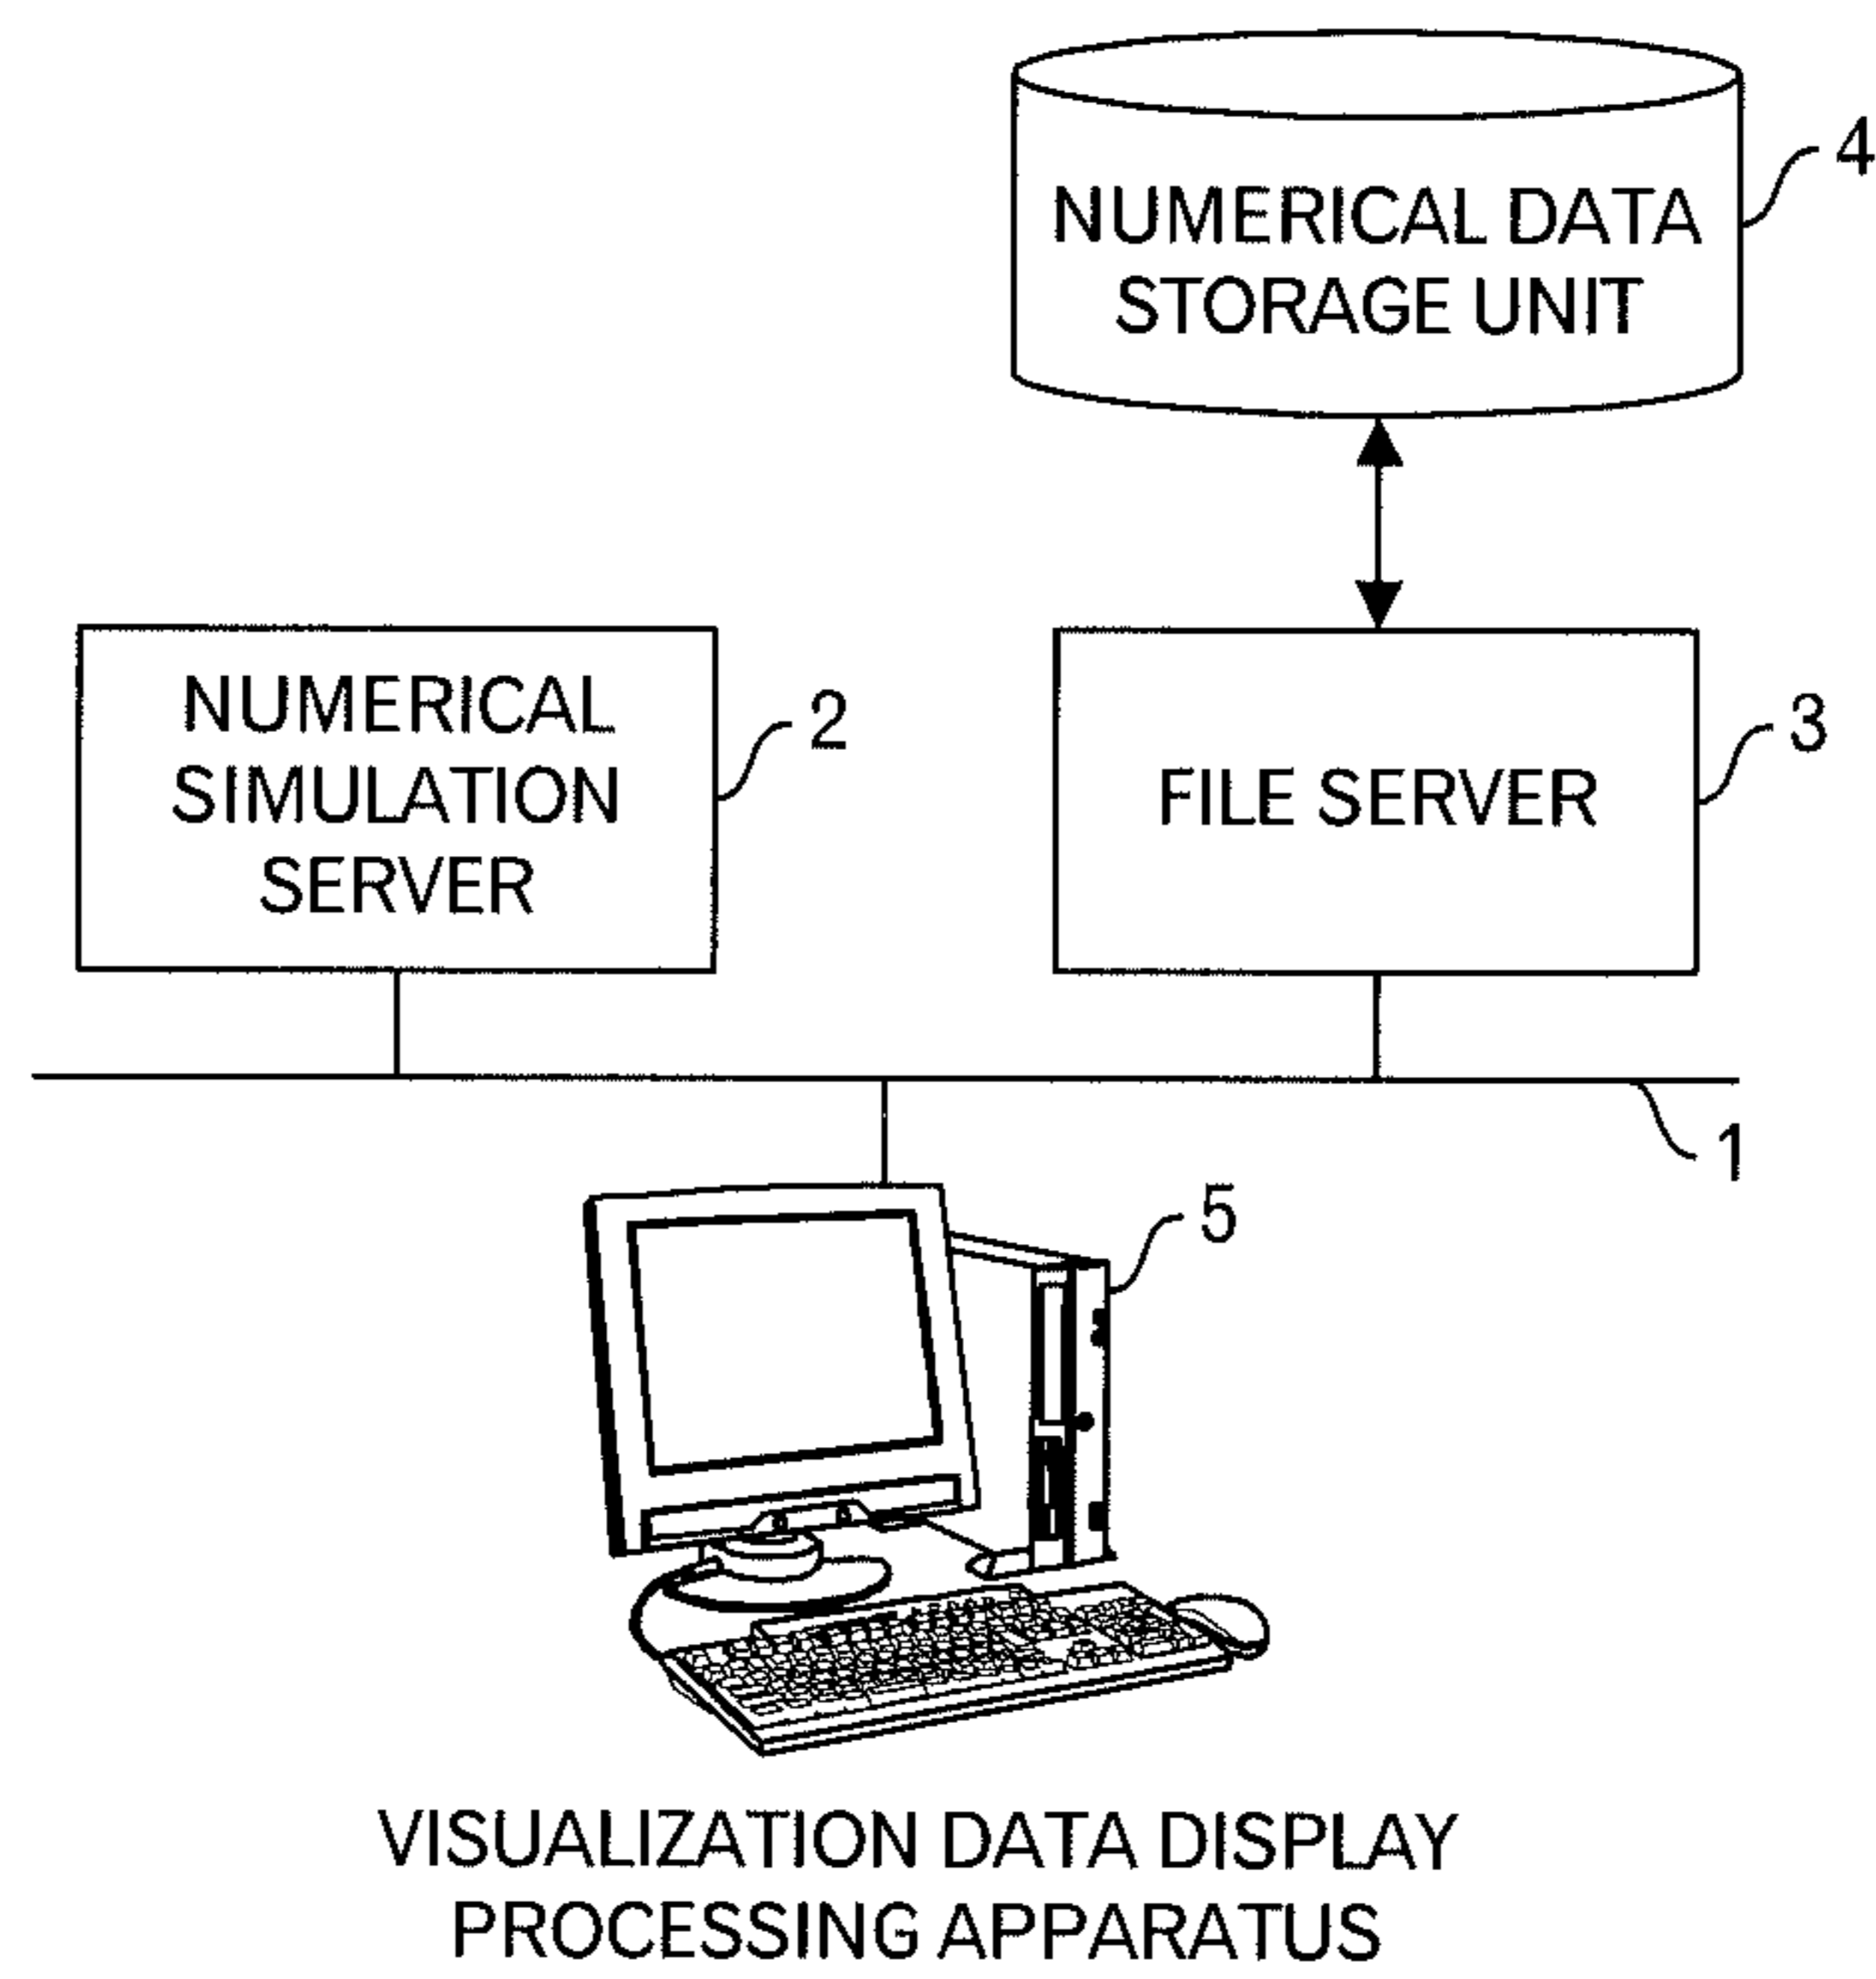 NUMERICAL DATA
STORAGE UNIT
4
NUMERICAL
SIMULATION
SERVER
2
FILE SERVER
3
1
5
VISUALIZATION DATA DISPLAY
PROCESSING APPARATUS